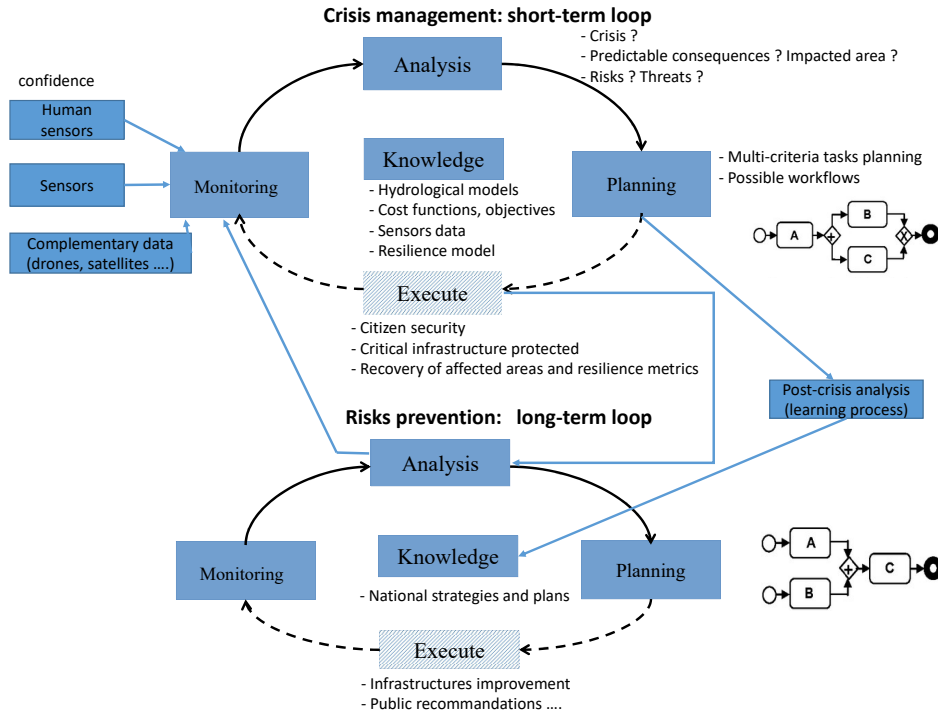 Crisis management: short-term loop
- Crisis ?
- Predictable consequences ? Impacted area ?
- Risks ? Threats ?
Analysis
confidence
Human
sensors
Sensors
Complementary data
(drones, satellites ....)
Monitoring
Knowledge
- Hydrological models
- Cost functions, objectives
- Sensors data
- Resilience model
Planning
- Multi-criteria tasks planning
- Possible workflows
A
B
C
Execute
- Citizen security
- Critical infrastructure protected
- Recovery of affected areas and resilience metrics
Post-crisis analysis
(learning process)
Risks prevention: long-term loop
Analysis
Monitoring
Knowledge
- National strategies and plans
Planning
A
B
C
Execute
- Infrastructures improvement
- Public recommandations ....